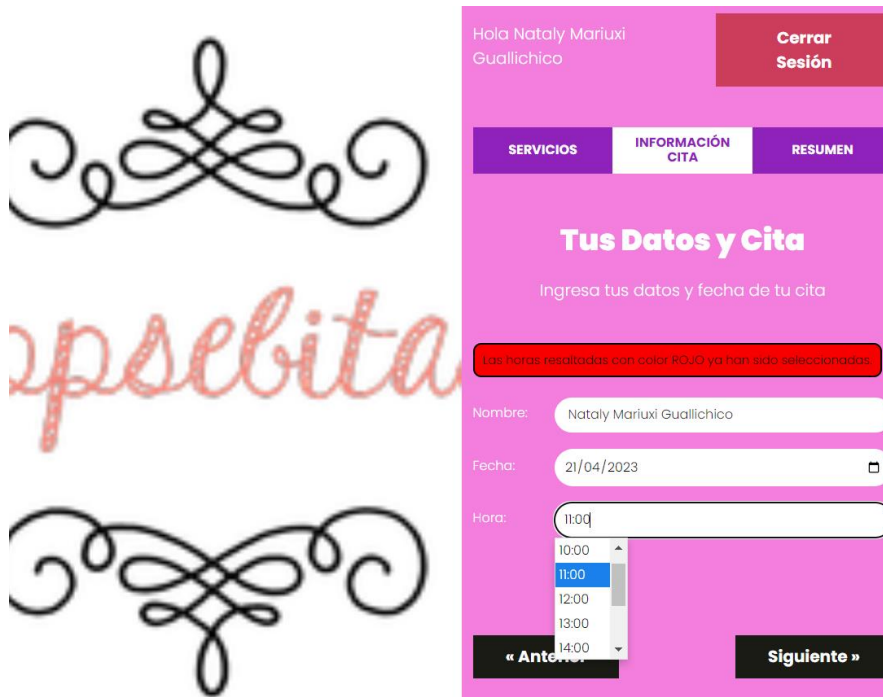 Hola Nataly Mariuxi
Guallichico
Cerrar
Sesión
SERVICIOS
INFORMACIÓN
CITA
RESUMEN
Tus Datos y Cita
Ingresa tus datos y fecha de tu cita
Las horas resaltadas con color ROJO ya han sido seleccionadas.
Nombre: Nataly Mariuxi Guallichico
Fecha: 21/04/2023
Hora: 11:00
10:00
11:00
12:00
13:00
14:00
« Anterior
Siguiente »